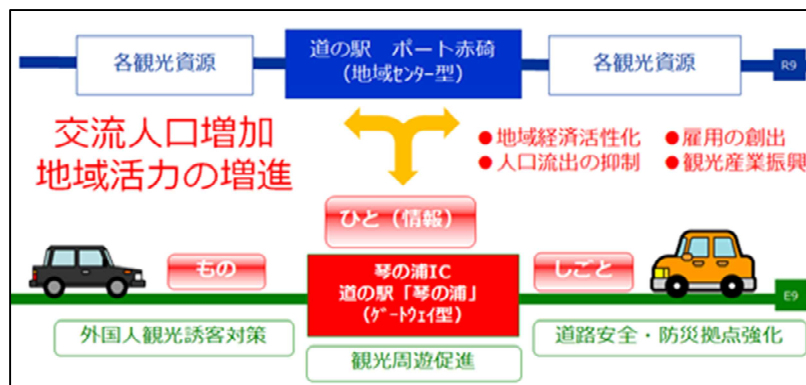 各観光資源
道の駅 ポート赤碕
(地域センター型)
各観光資源
R9
交流人口増加
地域活力の増進
●地域経済活性化 ●雇用の創出
●人口流出の抑制 ●観光産業振興
ひと(情報)
もの
しごと
琴の浦IC
道の駅「琴の浦」
(ゲートウェイ型)
E9
外国人観光誘客対策
観光周遊促進
道路安全・防災拠点強化